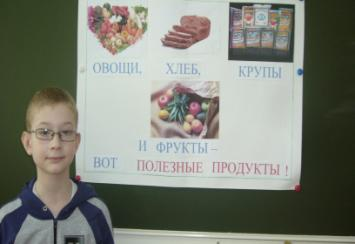 ОВОЩИ, ХЛЕБ, КРУПЫ
И ФРУКТЫ –
ВОТ ПОЛЕЗНЫЕ ПРОДУКТЫ !